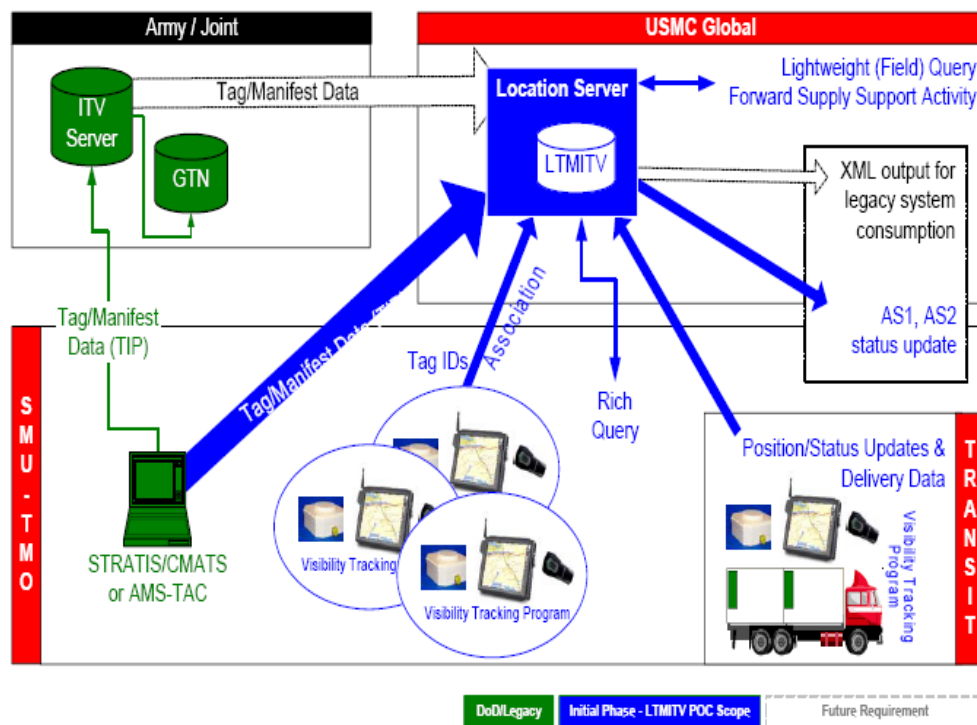 Army / Joint
USMC Global
ITV
Server
GTN
Tag/Manifest Data
Location Server
LTMITV
Lightweight (Field) Query
Forward Supply Support Activity
XML output for
legacy system
consumption
AS1, AS2
status update
Tag/Manifest
Data (TIP)
Tag/Manifest Data
Tag IDs
Association
Rich
Query
SMU-TMO
STRATIS/CMATS
or AMS-TAC
Visibility Tracking
Visibility Tracking Program
Position/Status Updates &
Delivery Data
Visibility Tracking
Program
TRANSIT
DoD/Legacy
Initial Phase - LTMITV POC Scope
Future Requirement